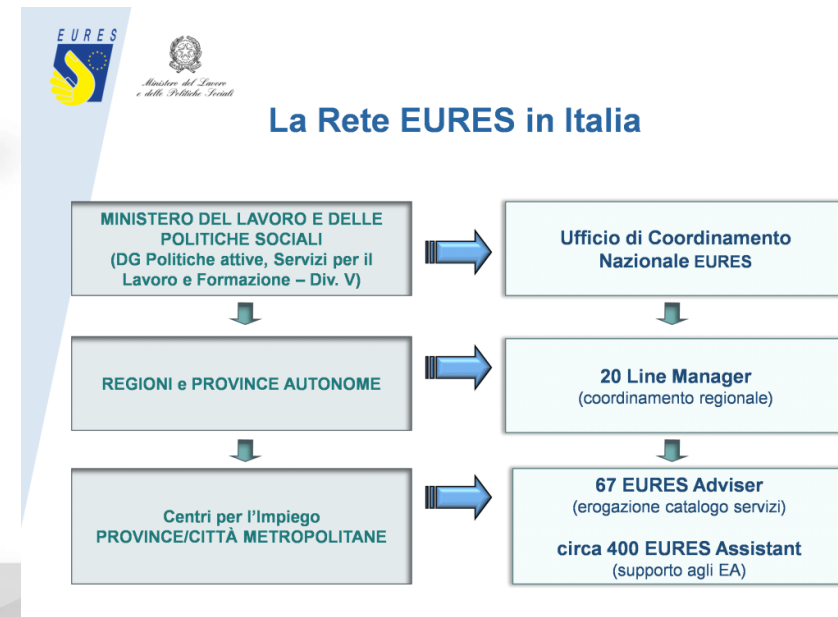 EURES
Ministero del Lavoro
e delle Politiche Sociali
La Rete EURES in Italia
MINISTERO DEL LAVORO E DELLE
POLITICHE SOCIALI
(DG Politiche attive, Servizi per il
Lavoro e Formazione – Div. V)
Ufficio di Coordinamento
Nazionale EURES
REGIONI e PROVINCE AUTONOME
20 Line Manager
(coordinamento regionale)
Centri per l’Impiego
PROVINCE/CITTÀ METROPOLITANE
67 EURES Adviser
(erogazione catalogo servizi)
circa 400 EURES Assistant
(supporto agli EA)